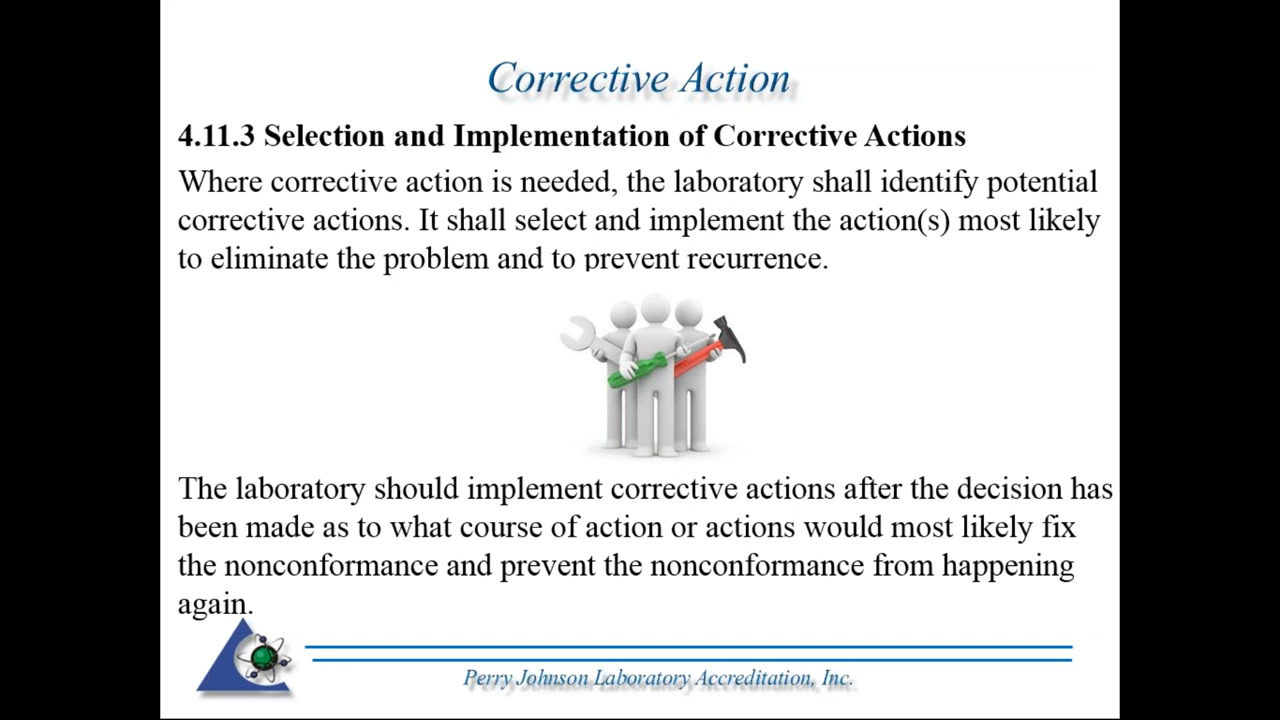 Corrective Action
4.11.3 Selection and Implementation of Corrective Actions
Where corrective action is needed, the laboratory shall identify potential
corrective actions. It shall select and implement the action(s) most likely
to eliminate the problem and to prevent recurrence.
The laboratory should implement corrective actions after the decision has
been made as to what course of action or actions would most likely fix
the nonconformance and prevent the nonconformance from happening
again.
Perry Johnson Laboratory Accreditation, Inc.